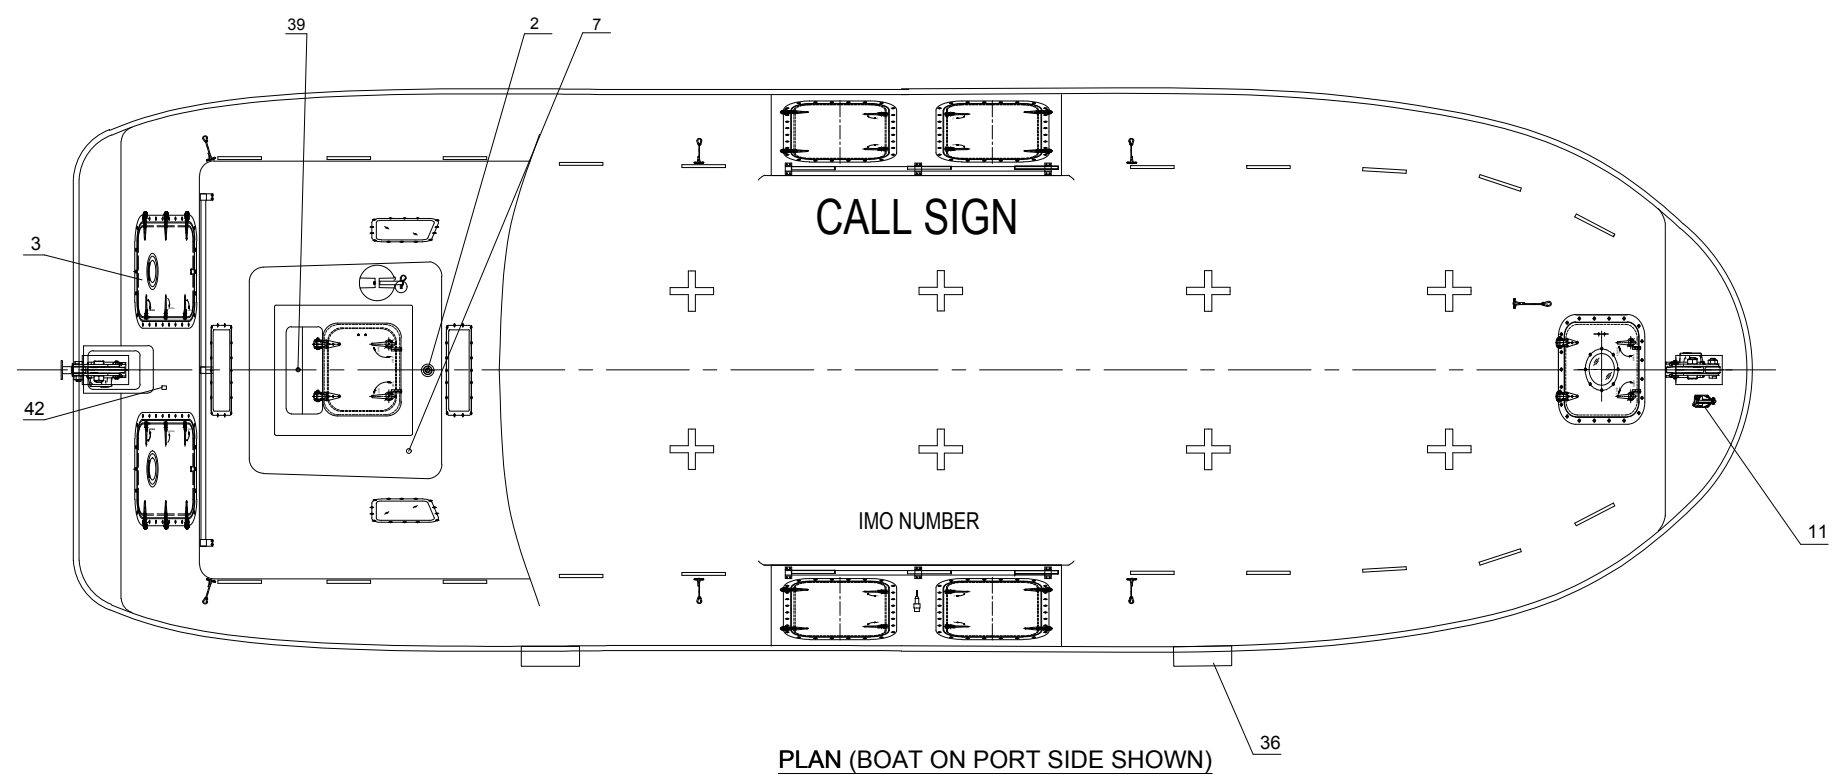 39
2
7
CALL SIGN
3
42
IMO NUMBER
11
36
PLAN (BOAT ON PORT SIDE SHOWN)